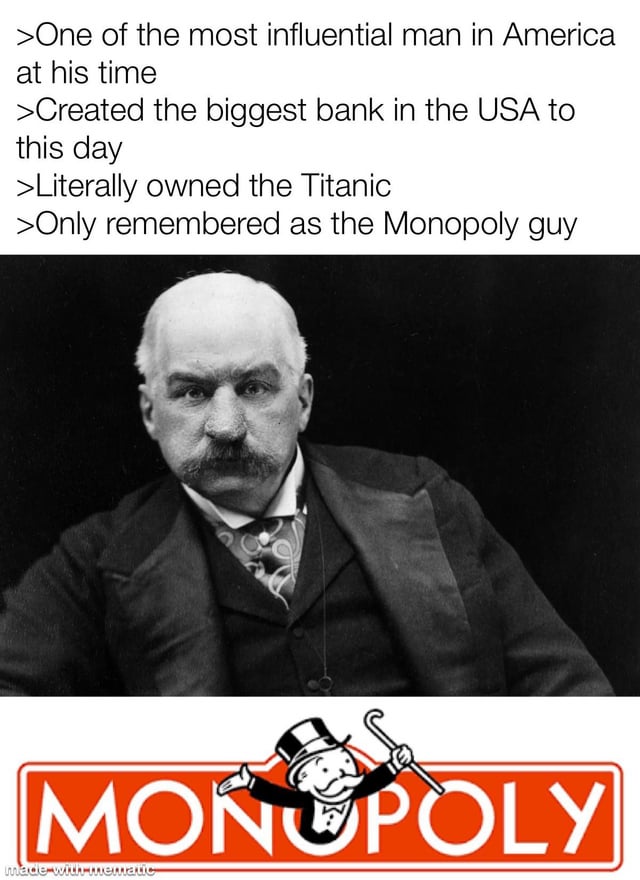 >One of the most influential man in America
at his time
>Created the biggest bank in the USA to
this day
>Literally owned the Titanic
>Only remembered as the Monopoly guy
MONOPOLY
made with mematic